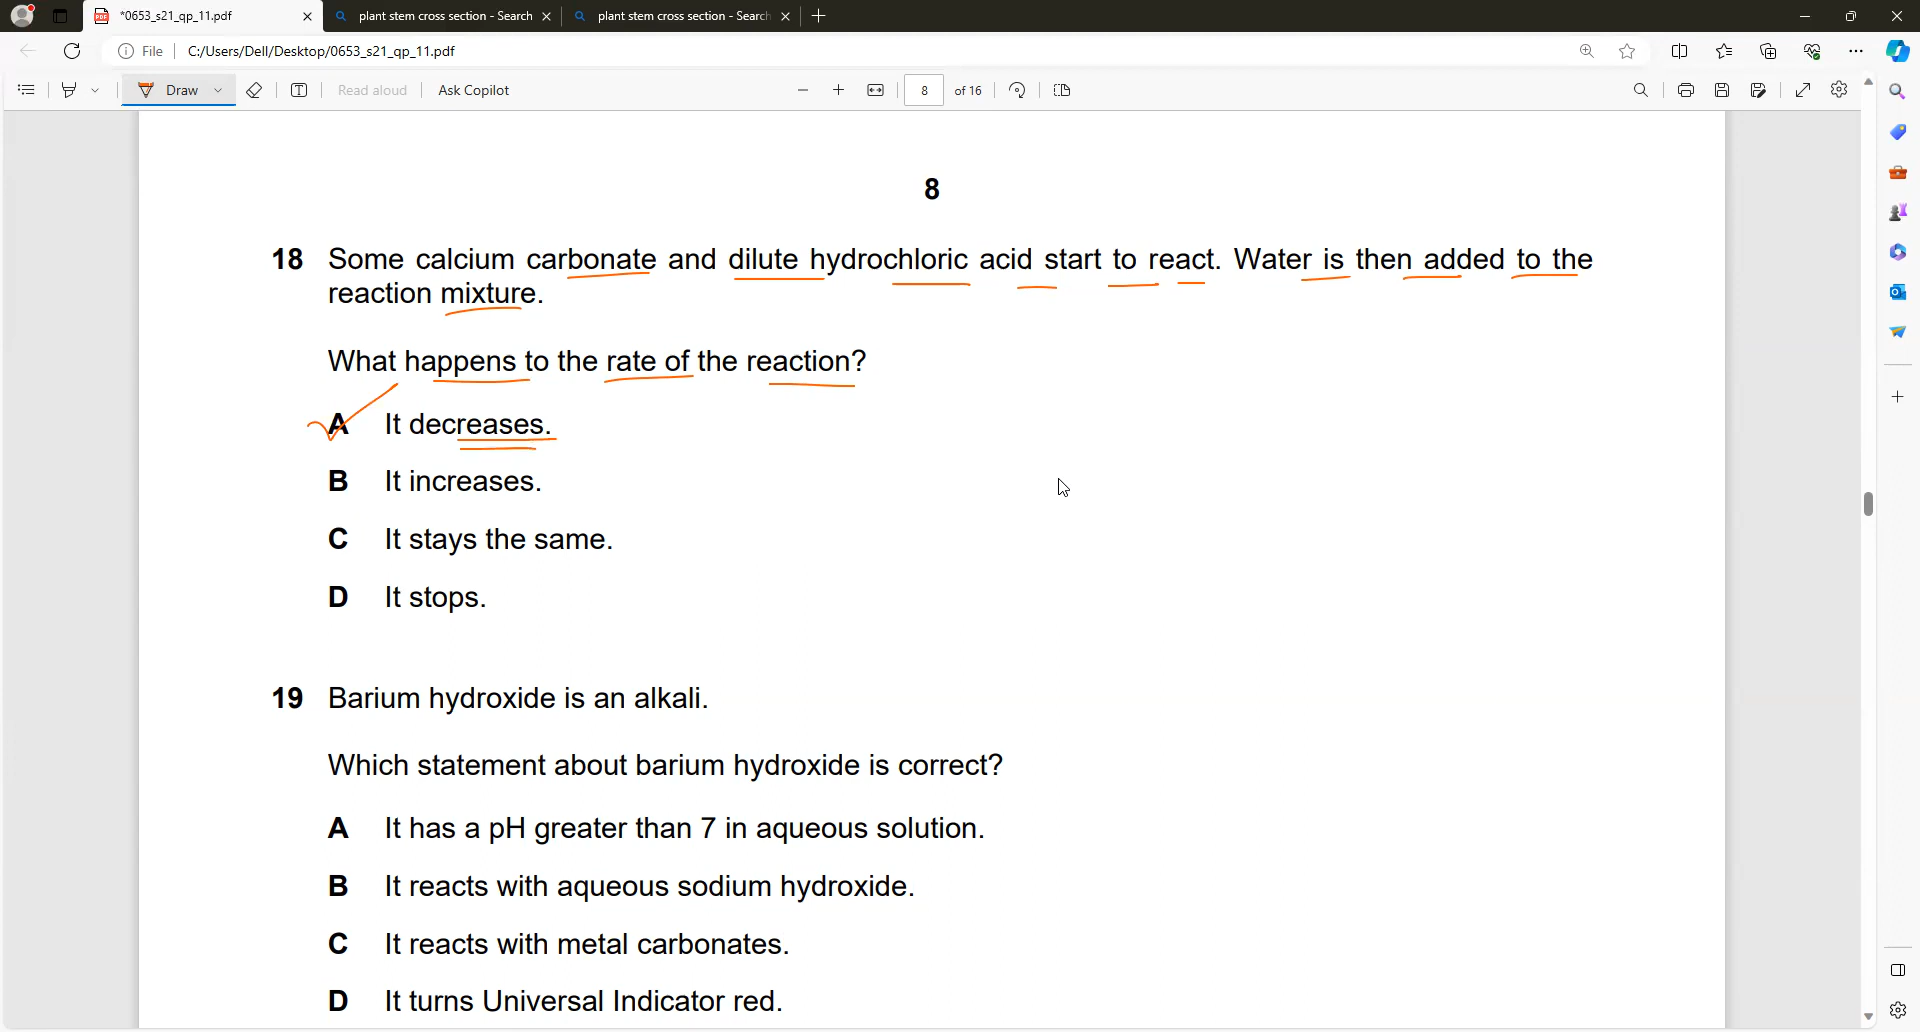 *0653_s21_qp_11.pdf
plant stem cross section - Search
plant stem cross section - Search
File
C:/Users/Dell/Desktop/0653_s21_qp_11.pdf
Draw
Read aloud
Ask Copilot
8 of 16
8
18 Some calcium carbonate and dilute hydrochloric acid start to react. Water is then added to the
reaction mixture.
What happens to the rate of the reaction?
A It decreases.
B It increases.
C It stays the same.
D It stops.
19 Barium hydroxide is an alkali.
Which statement about barium hydroxide is correct?
A It has a pH greater than 7 in aqueous solution.
B It reacts with aqueous sodium hydroxide.
C It reacts with metal carbonates.
D It turns Universal Indicator red.